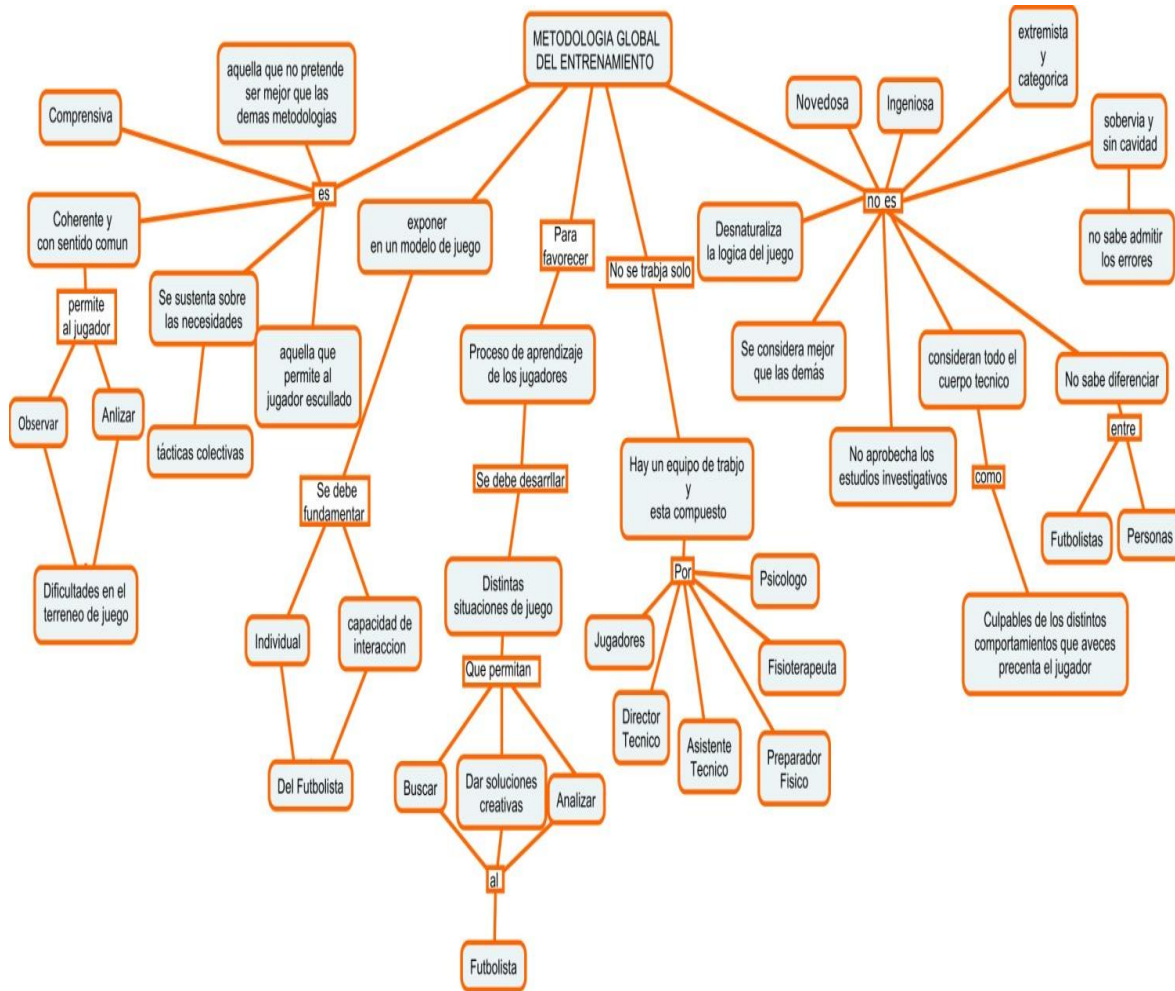 METODOLOGIA GLOBAL
DEL ENTRENAMIENTO
aquella que no pretende
ser mejor que las
demas metodologias
Comprensiva
es
Coherente y
con sentido comun
permite
al jugador
Observar
Anlizar
Dificultades en el
terreneo de juego
Se sustenta sobre
las necesidades
tácticas colectivas
aquella que
permite al
jugador escullado
exponer
en un modelo de juego
Se debe
fundamentar
Individual
capacidad de
interaccion
Del Futbolista
Para
favorecer
Proceso de aprendizaje
de los jugadores
Se debe desarrllar
Distintas
situaciones de juego
Que permitan
Buscar
Dar soluciones
creativas
Analizar
al
Futbolista
No se trabja solo
Hay un equipo de trabjo
y
esta compuesto
Por
Jugadores
Director
Tecnico
Asistente
Tecnico
Preparador
Fisico
Fisioterapeuta
Psicologo
no es
Novedosa
Ingeniosa
extremista
y
categorica
sobervia y
sin cavidad
no sabe admitir
los errores
Desnaturaliza
la logica del juego
Se considera mejor
que las demás
No aprobecha los
estudios investigativos
consideran todo el
cuerpo tecnico
como
Culpables de los distintos
comportamientos que aveces
precenta el jugador
No sabe diferenciar
entre
Futbolistas
Personas